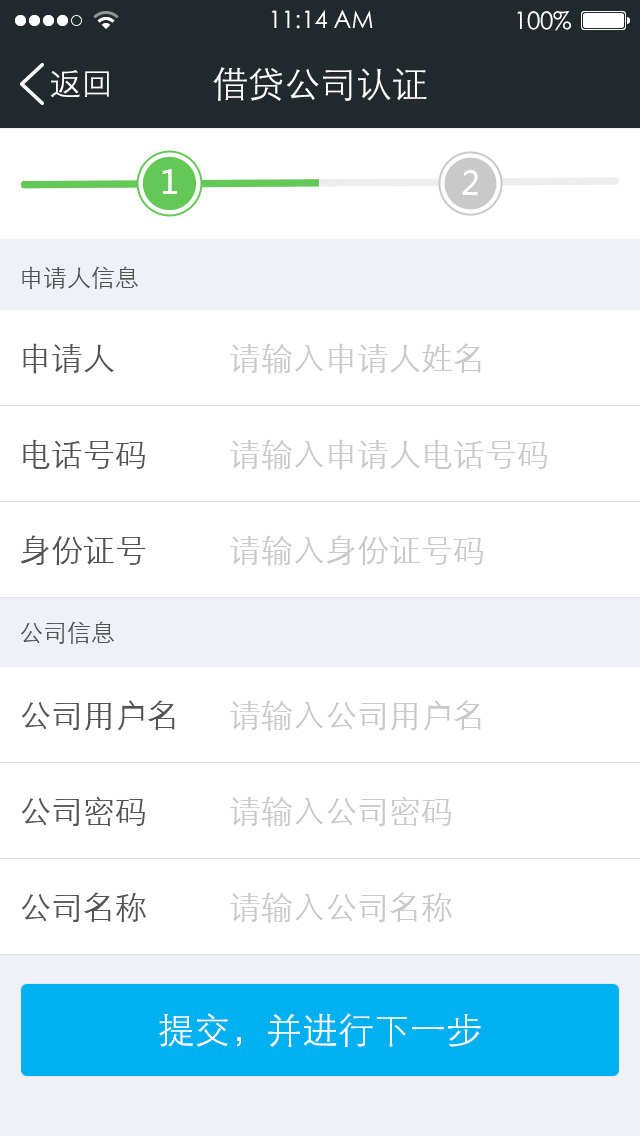 11:14 AM 100%
返回 借贷公司认证
1 2
申请人信息
申请人 请输入申请人姓名
电话号码 请输入申请人电话号码
身份证号 请输入身份证号码
公司信息
公司用户名 请输入公司用户名
公司密码 请输入公司密码
公司名称 请输入公司名称
提交，并进行下一步